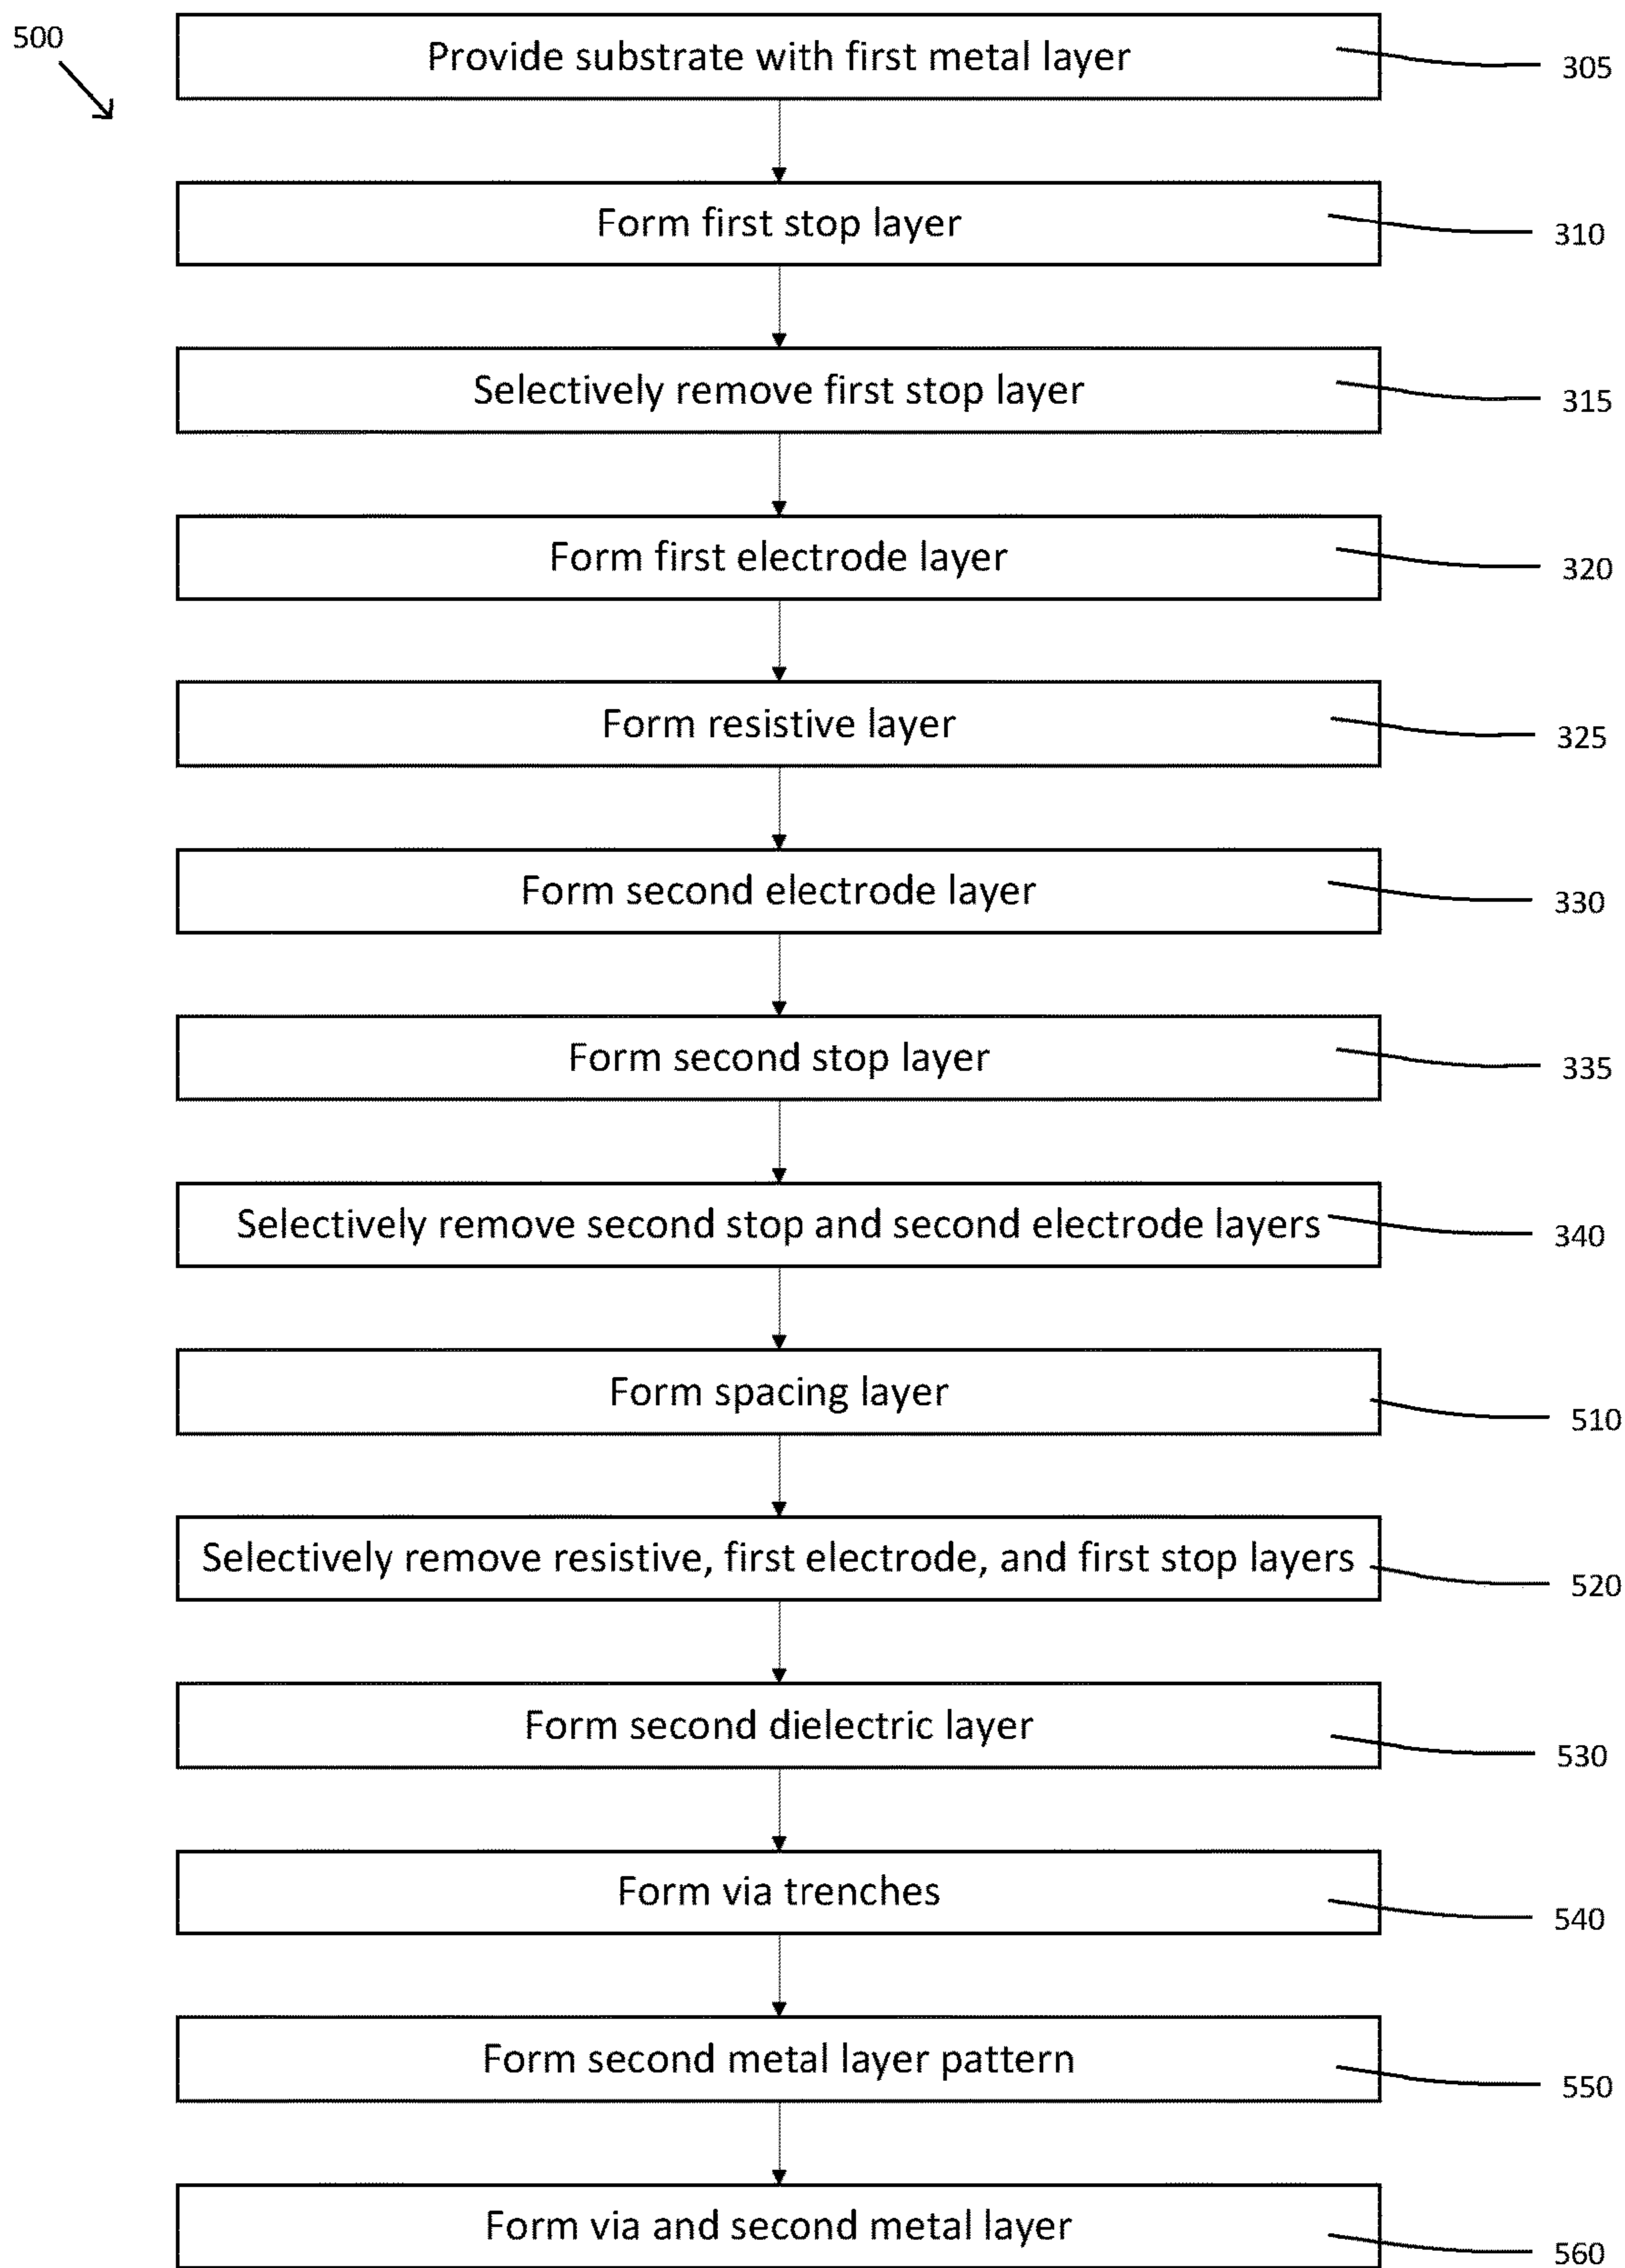 500
Provide substrate with first metal layer
305
Form first stop layer
310
Selectively remove first stop layer
315
Form first electrode layer
320
Form resistive layer
325
Form second electrode layer
330
Form second stop layer
335
Selectively remove second stop and second electrode layers
340
Form spacing layer
510
Selectively remove resistive, first electrode, and first stop layers
520
Form second dielectric layer
530
Form via trenches
540
Form second metal layer pattern
550
Form via and second metal layer
560